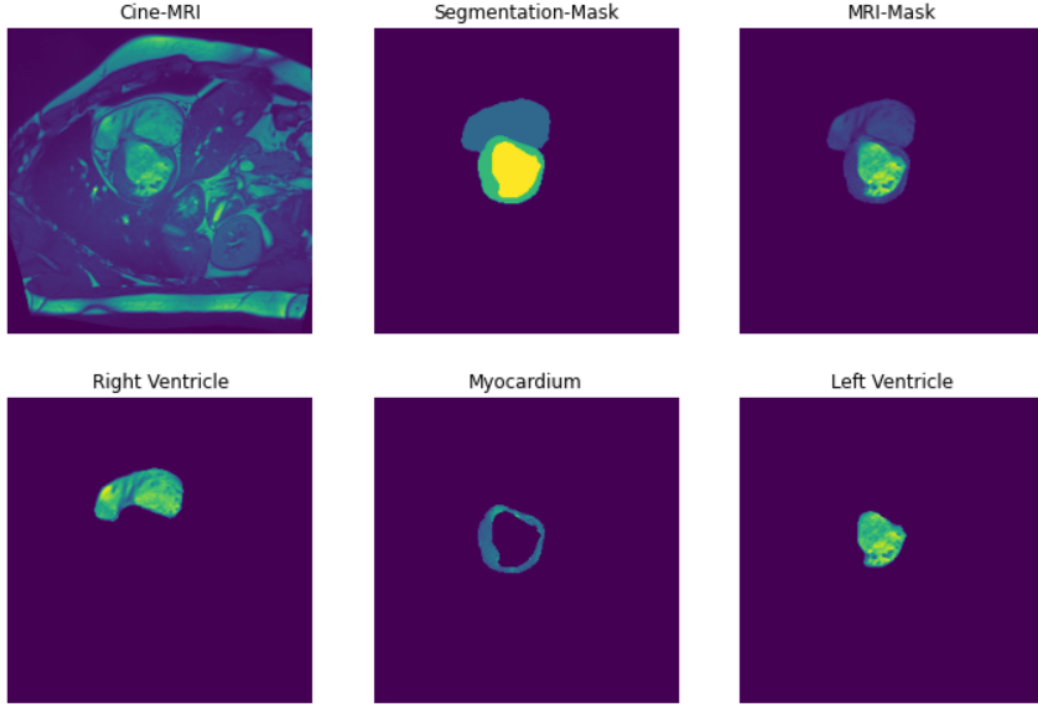 Cine-MRI
Segmentation-Mask
MRI-Mask
Right Ventricle
Myocardium
Left Ventricle